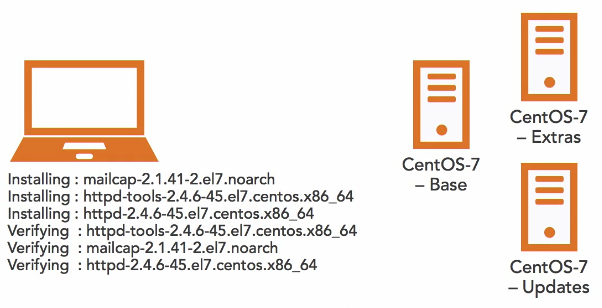 Installing : mailcap-2.1.41-2.el7.noarch
Installing : httpd-tools-2.4.6-45.el7.centos.x86_64
Installing : httpd-2.4.6-45.el7.centos.x86_64
Verifying : httpd-tools-2.4.6-45.el7.centos.x86_64
Verifying : mailcap-2.1.41-2.el7.noarch
Verifying : httpd-2.4.6-45.el7.centos.x86_64
CentOS-7
– Base
CentOS-7
– Extras
CentOS-7
– Updates